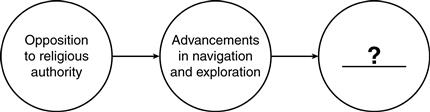 Opposition
to religious
authority
Advancements
in navigation
and exploration
?